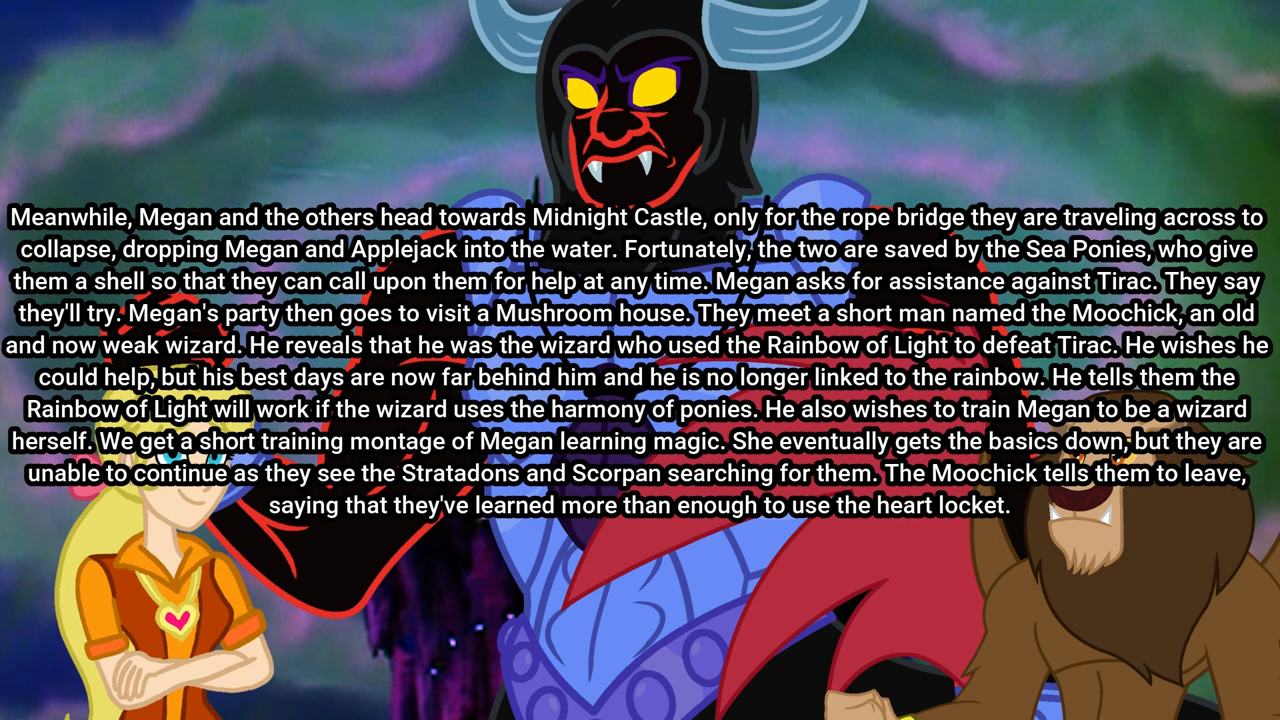 Meanwhile, Megan and the others head towards Midnight Castle, only for the rope bridge they are traveling across to
collapse, dropping Megan and Applejack into the water. Fortunately, the two are saved by the Sea Ponies, who give
them a shell so that they can call upon them for help at any time. Megan asks for assistance against Tirac. They say
they'll try. Megan's party then goes to visit a Mushroom house. They meet a short man named the Moochick, an old
and now weak wizard. He reveals that he was the wizard who used the Rainbow of Light to defeat Tirac. He wishes he
could help, but his best days are now far behind him and he is no longer linked to the rainbow. He tells them the
Rainbow of Light will work if the wizard uses the harmony of ponies. He also wishes to train Megan to be a wizard
herself. We get a short training montage of Megan learning magic. She eventually gets the basics down, but they are
unable to continue as they see the Stratadons and Scorpan searching for them. The Moochick tells them to leave,
saying that they've learned more than enough to use the heart locket.